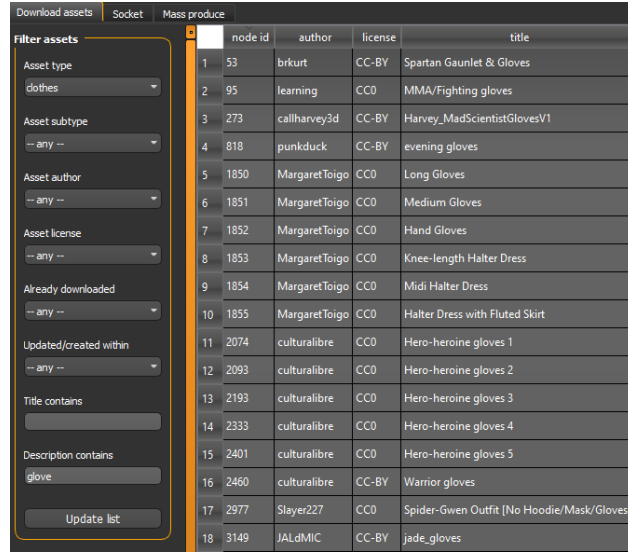 Download assets Socket Mass produce
Filter assets
Asset type
clothes
Asset subtype
-- any --
Asset author
-- any --
Asset license
-- any --
Already downloaded
-- any --
Updated/created within
-- any --
Title contains
Description contains
glove
Update list
node id author license title
1 53 brkurt CC-BY Spartan Gaunlet & Gloves
2 95 learning CC0 MMA/Fighting gloves
3 273 callharvey3d CC-BY Harvey_MadScientistGlovesV1
4 818 punkduck CC-BY evening gloves
5 1850 MargaretToigo CC0 Long Gloves
6 1851 MargaretToigo CC0 Medium Gloves
7 1852 MargaretToigo CC0 Hand Gloves
8 1853 MargaretToigo CC0 Knee-length Halter Dress
9 1854 MargaretToigo CC0 Midi Halter Dress
10 1855 MargaretToigo CC0 Halter Dress with Fluted Skirt
11 2074 culturalibre CC0 Hero-heroine gloves 1
12 2093 culturalibre CC0 Hero-heroine gloves 2
13 2193 culturalibre CC0 Hero-heroine gloves 3
14 2333 culturalibre CC0 Hero-heroine gloves 4
15 2401 culturalibre CC0 Hero-heroine gloves 5
16 2460 culturalibre CC-BY Warrior gloves
17 2977 Slayer227 CC0 Spider-Gwen Outfit [No Hoodie/Mask/Gloves
18 3149 JALdMIC CC-BY jade_gloves